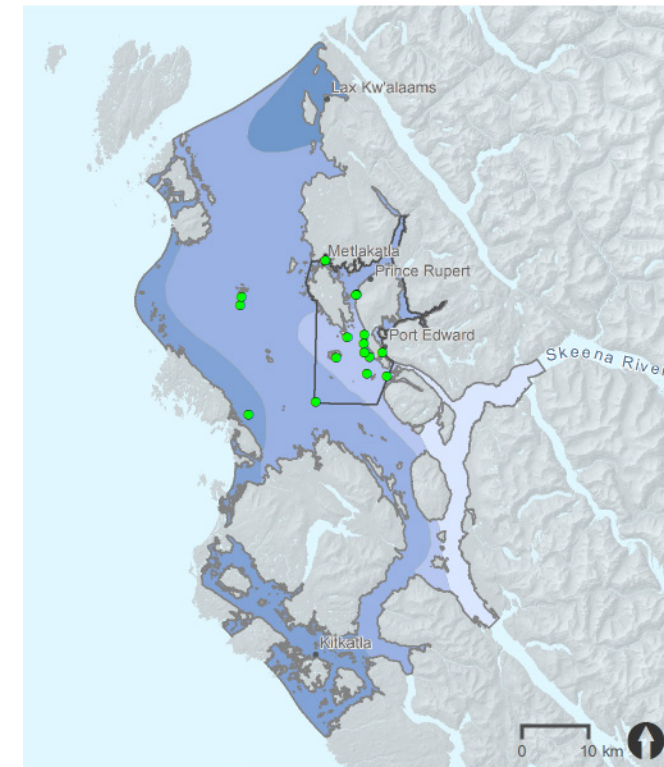 Lax Kw'alaams
Metlakatla
Prince Rupert
Port Edward
Skeena River
Kitkatla
0 10 km